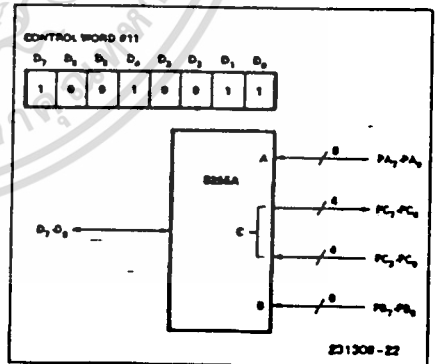 CONTROL WORD #11
D7 D6 D5 D4 D3 D2 D1 D0
1 0 0 1 0 0 1 1
8255A
A
8
PA7-PA0
4
PC7-PC4
D7-D0
C
4
PC3-PC0
B
8
PB7-PB0
231308-22